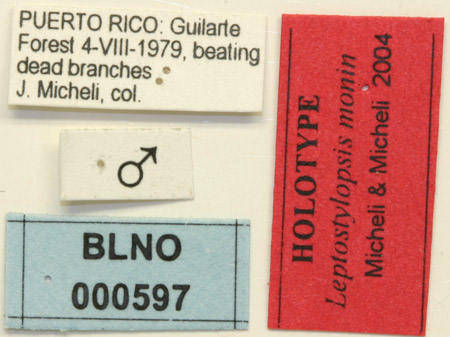 PUERTO RICO: Guilarte
Forest 4-VIII-1979, beating
dead branches
J. Micheli, col.
♂
BLNO
000597
HOLOTYPE
Leptostylopsis monin
Micheli & Micheli 2004